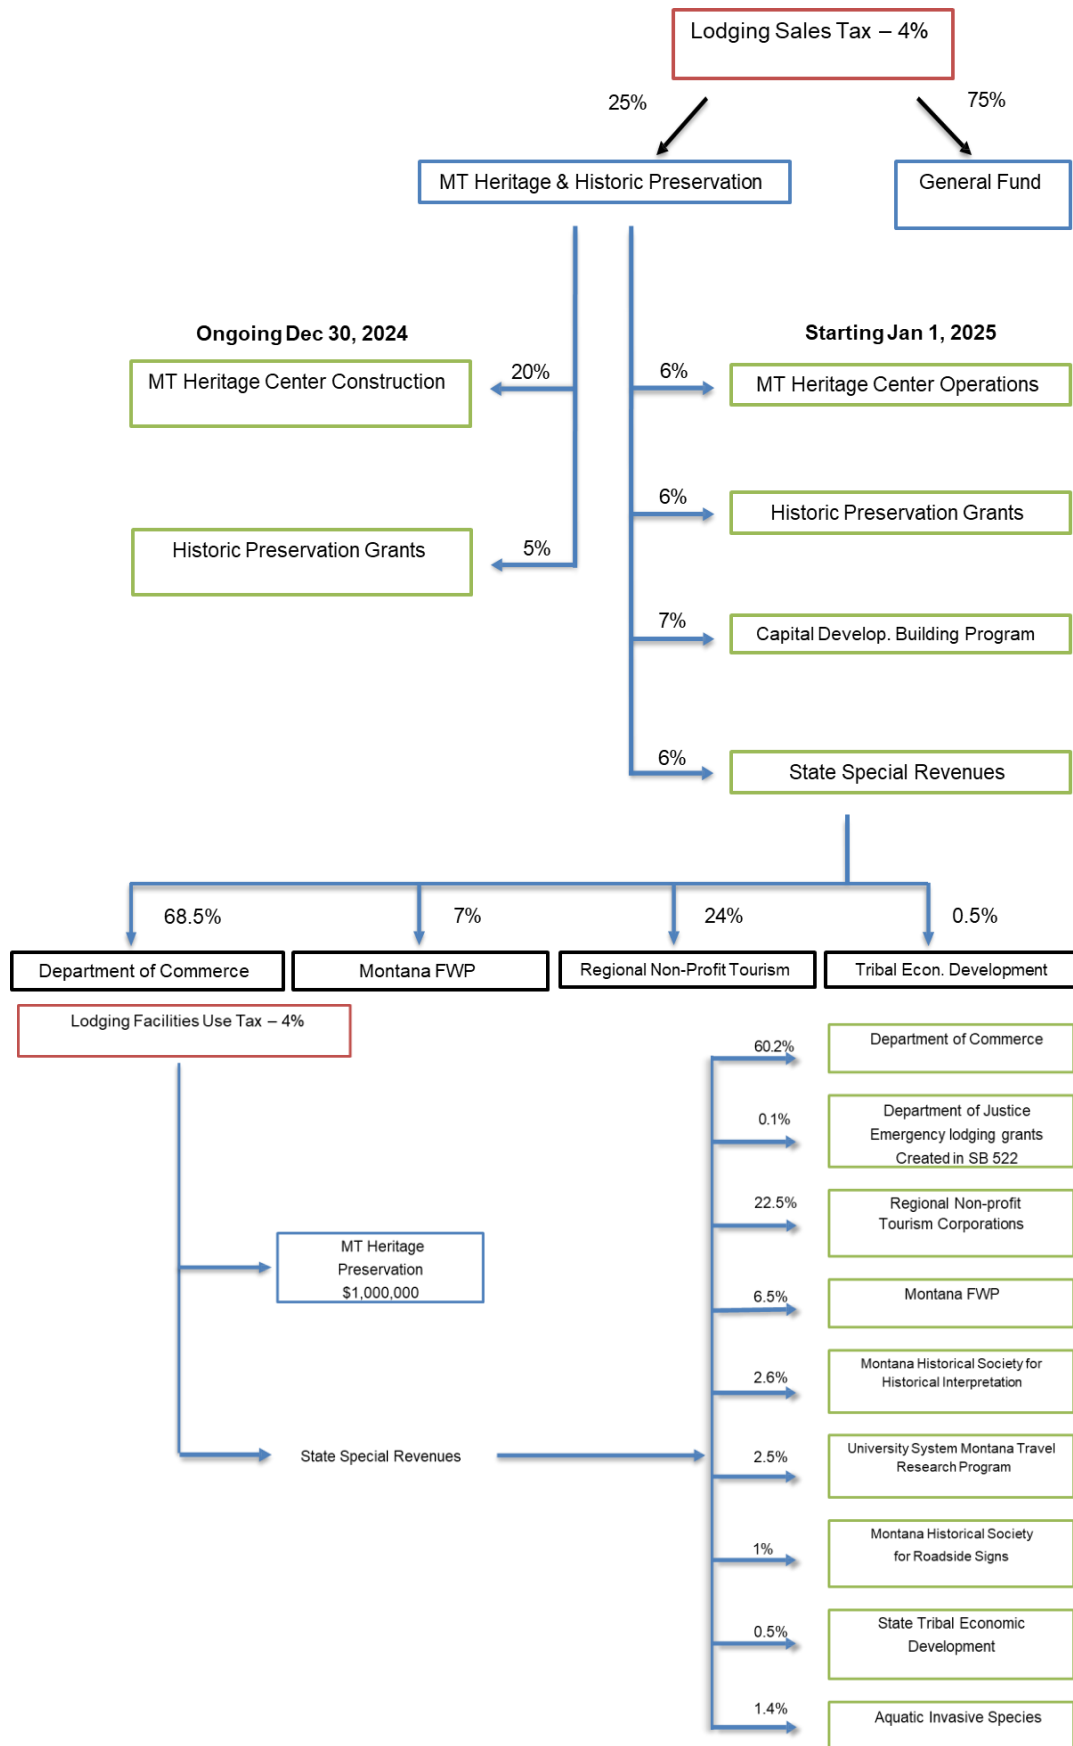 Lodging Sales Tax – 4%
25%
75%
MT Heritage & Historic Preservation
General Fund
Ongoing Dec 30, 2024
Starting Jan 1, 2025
MT Heritage Center Construction
20%
6%
MT Heritage Center Operations
6%
Historic Preservation Grants
Historic Preservation Grants
5%
7%
Capital Develop. Building Program
6%
State Special Revenues
68.5%
7%
24%
0.5%
Department of Commerce
Montana FWP
Regional Non-Profit Tourism
Tribal Econ. Development
Lodging Facilities Use Tax – 4%
60.2%
Department of Commerce
0.1%
Department of Justice
Emergency lodging grants
Created in SB 522
22.5%
Regional Non-profit
Tourism Corporations
MT Heritage
Preservation
$1,000,000
6.5%
Montana FWP
2.6%
Montana Historical Society for
Historical Interpretation
State Special Revenues
2.5%
University System Montana Travel
Research Program
1%
Montana Historical Society
for Roadside Signs
0.5%
State Tribal Economic
Development
1.4%
Aquatic Invasive Species